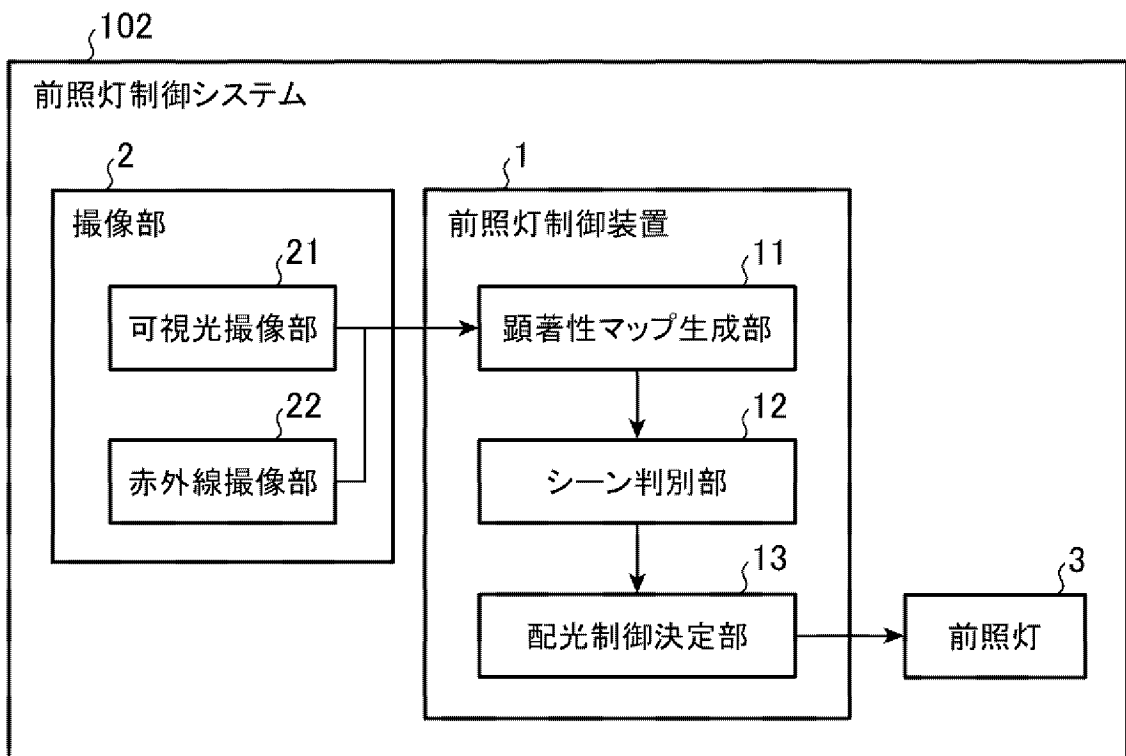 102
前照灯制御システム
2
撮像部
21
可視光撮像部
22
赤外線撮像部
1
前照灯制御装置
11
顕著性マップ生成部
12
シーン判別部
13
配光制御決定部
3
前照灯